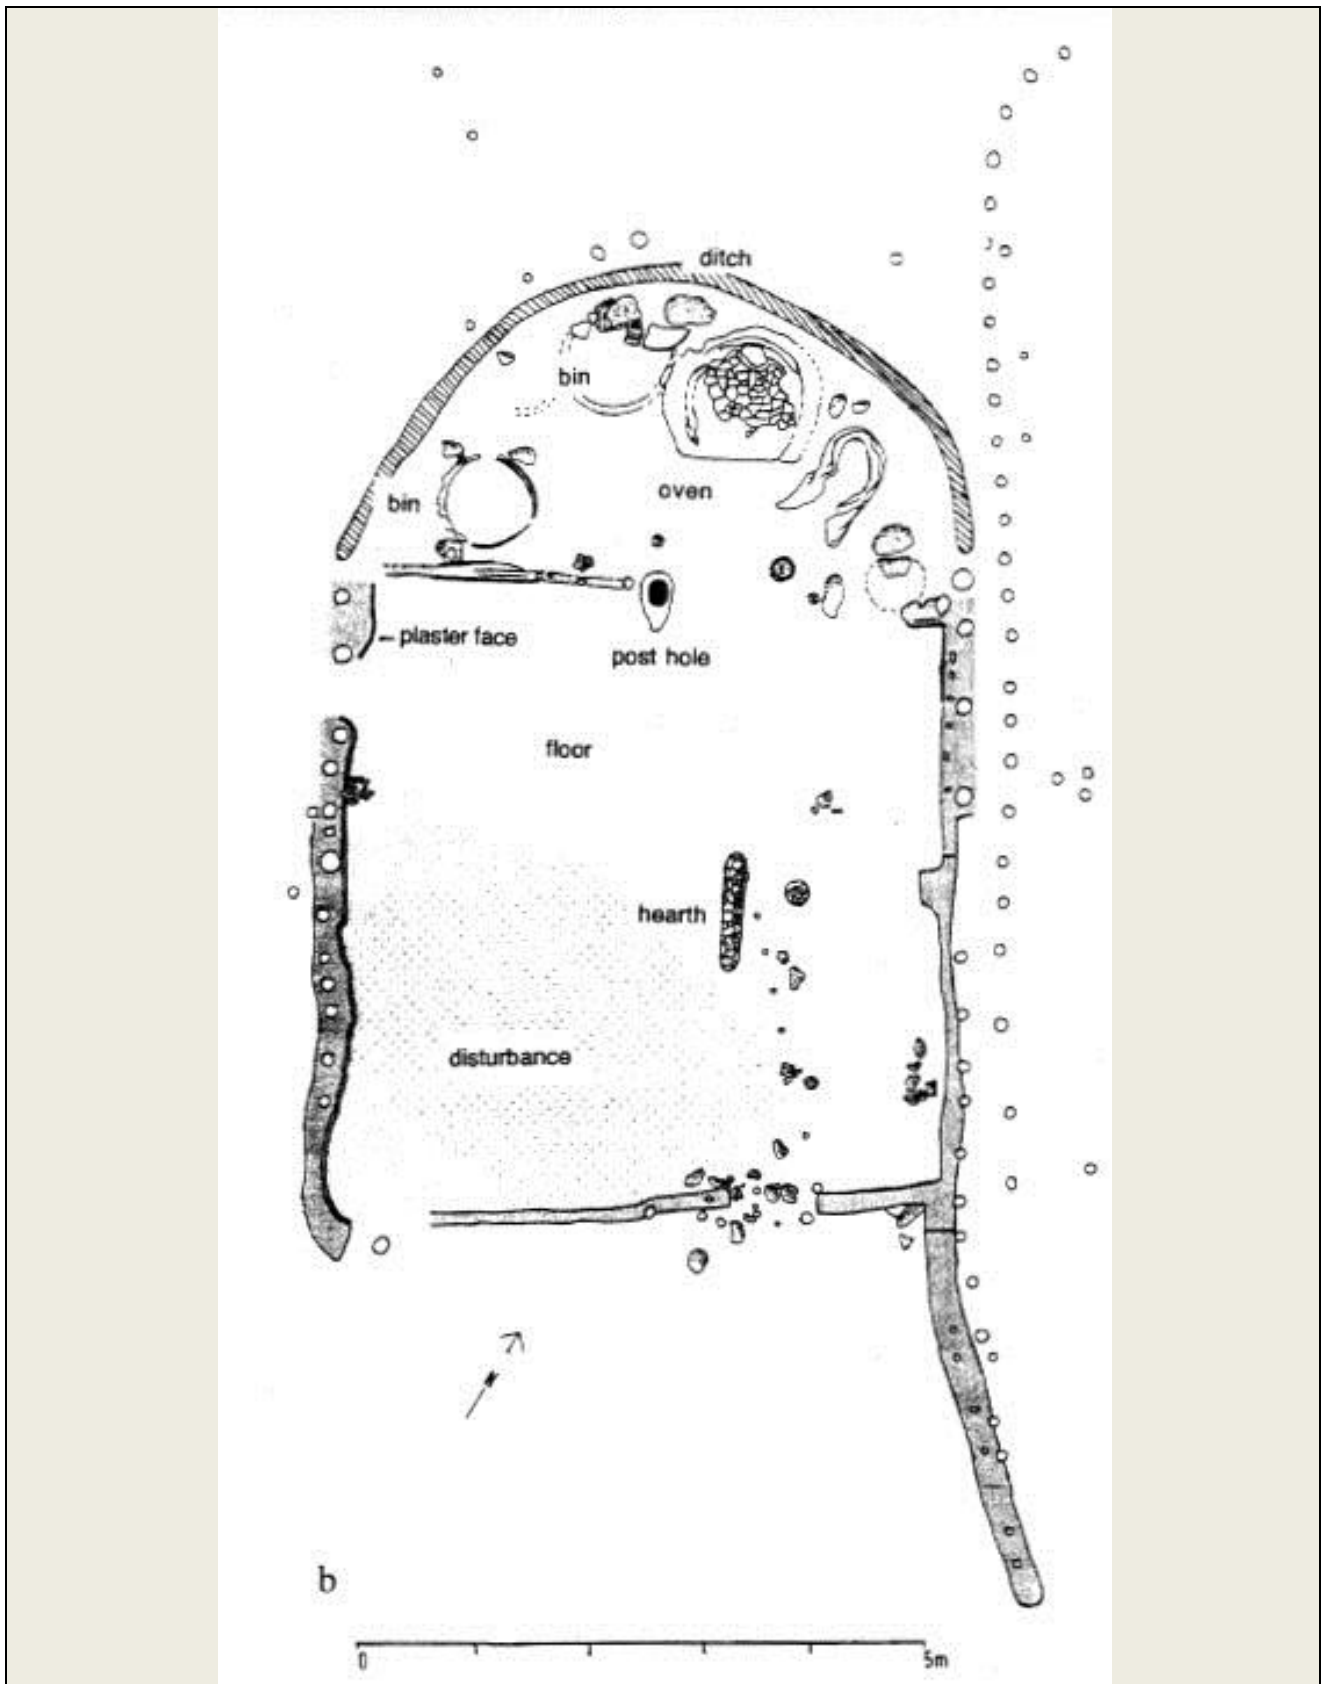 ditch
bin
bin
oven
plaster face
post hole
floor
hearth
disturbance
N
b
0 5m